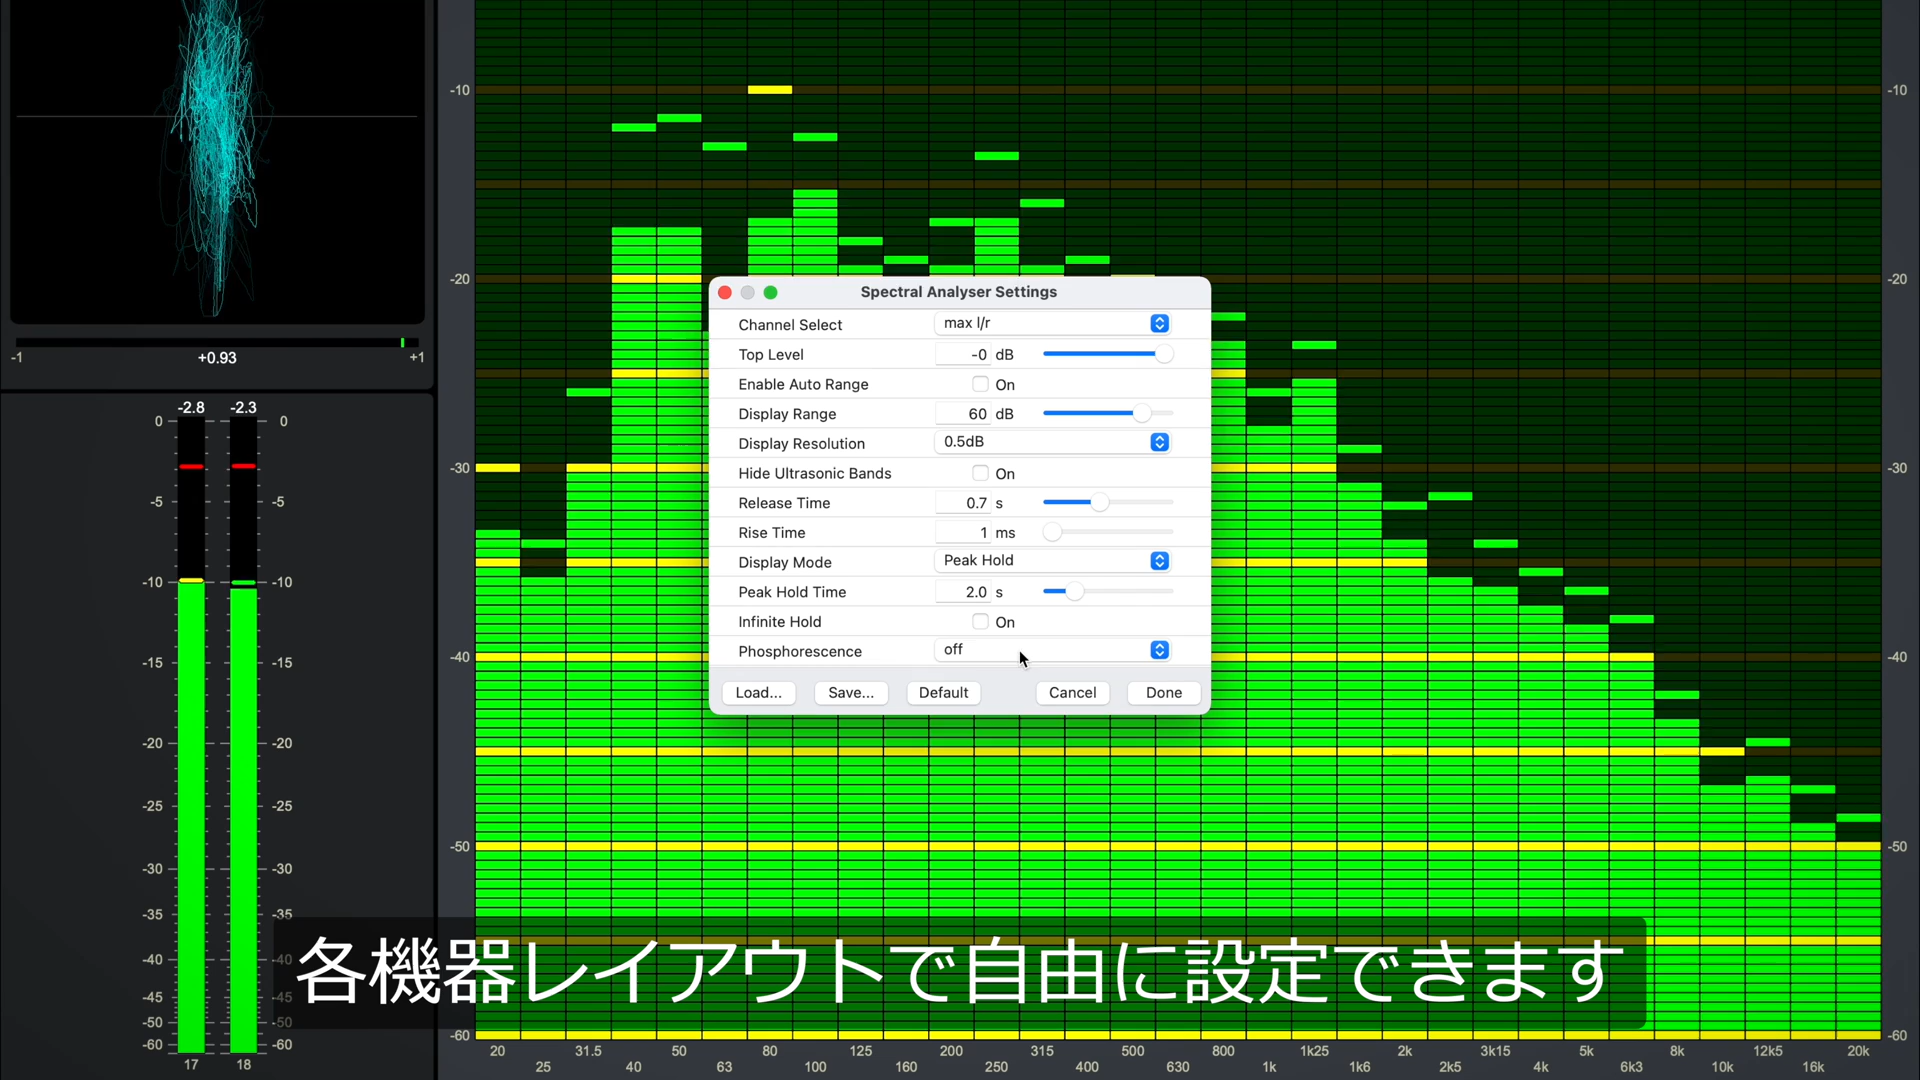 -1
+0.93
+1
-2.8 -2.3
0 0
-5 -5
-10 -10
-15 -15
-20 -20
-25 -25
-30 -30
-35 -35
-40 -40
-45 -45
-50 -50
-60 -60
17 18
-10 -10
-20 -20
-30 -30
-40 -40
-50 -50
-60 -60
Spectral Analyser Settings
Channel Select max l/r
Top Level -0 dB
Enable Auto Range On
Display Range 60 dB
Display Resolution 0.5dB
Hide Ultrasonic Bands On
Release Time 0.7 s
Rise Time 1 ms
Display Mode Peak Hold
Peak Hold Time 2.0 s
Infinite Hold On
Phosphorescence off
Load... Save... Default Cancel Done
各機器レイアウトで自由に設定できます
20 31.5 50 80 125 200 315 500 800 1k25 2k 3k15 5k 8k 12k5 20k
25 40 63 100 160 250 400 630 1k 1k6 2k5 4k 6k3 10k 16k